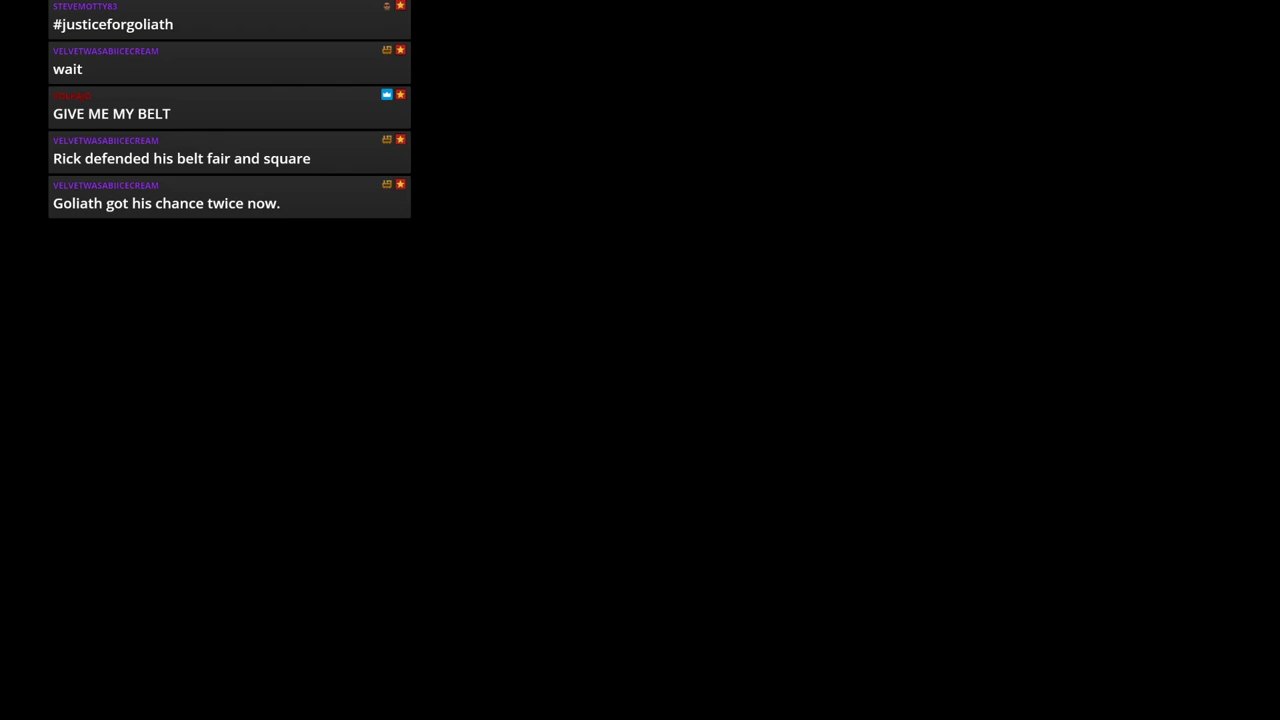 STEVEMOTTY83
#justiceforgoliath
VELVETWASABIICECREAM
wait
GIVE ME MY BELT
VELVETWASABIICECREAM
Rick defended his belt fair and square
VELVETWASABIICECREAM
Goliath got his chance twice now.